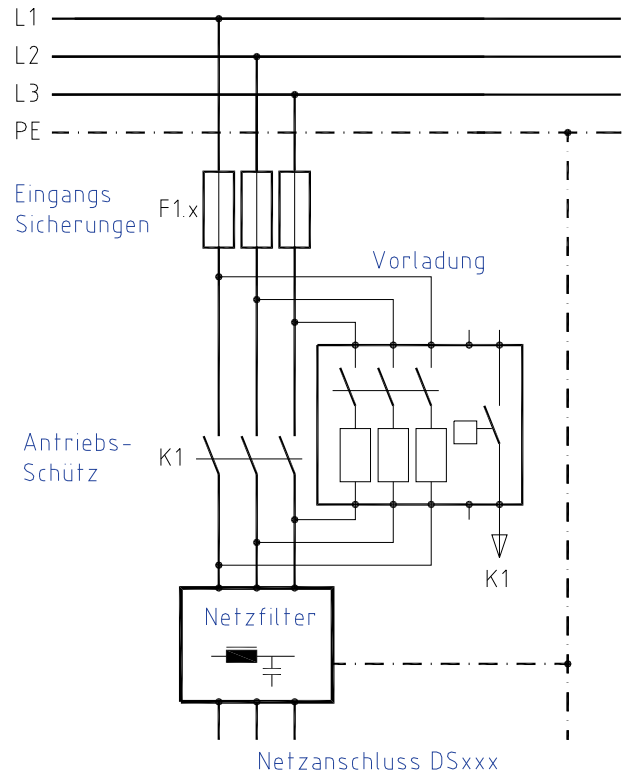 L1
L2
L3
PE
Eingangs
Sicherungen
F1.x
Vorladung
Antriebs-
Schütz
K1
K1
Netzfilter
Netzanschluss DSxxx